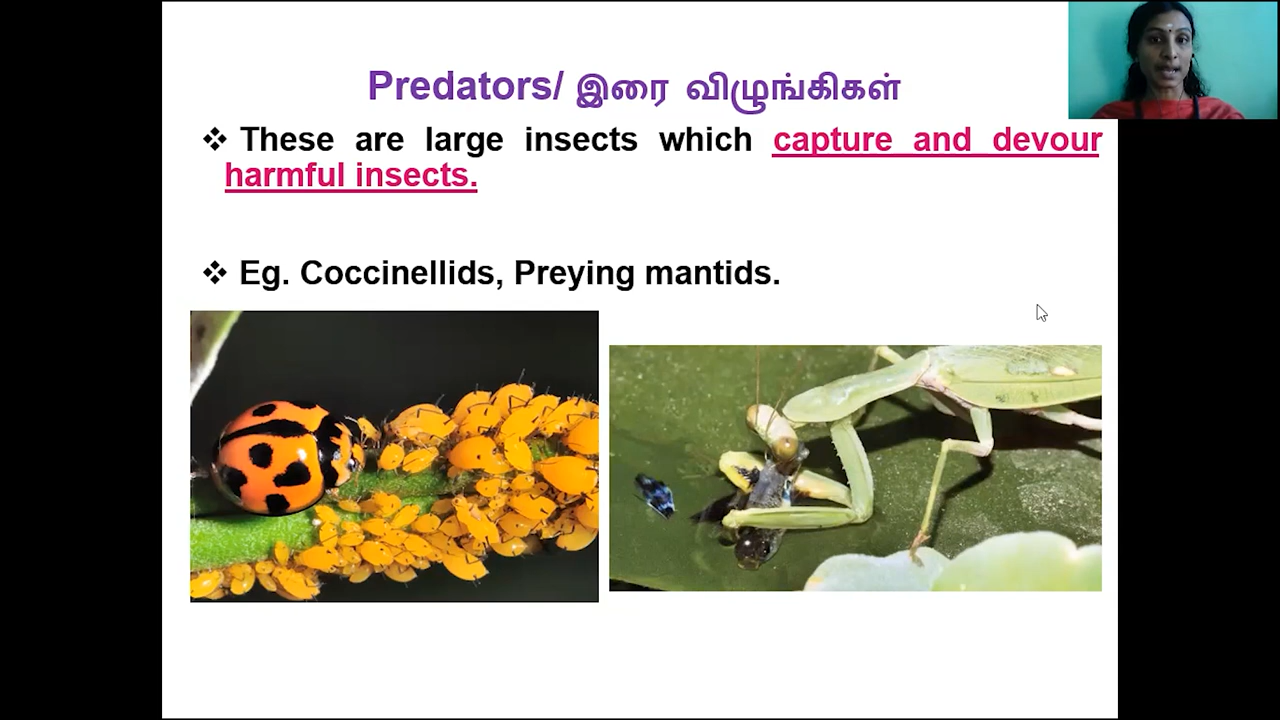 Predators/ இரை விழுங்கிகள்
❖ These are large insects which capture and devour
harmful insects.
❖ Eg. Coccinellids, Preying mantids.